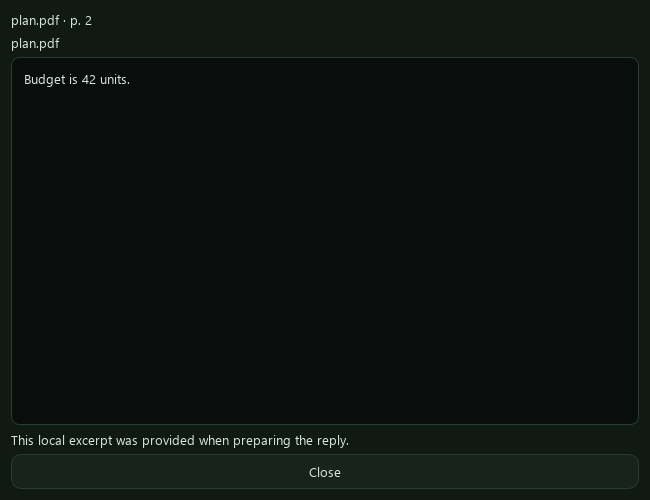 plan.pdf · p. 2
plan.pdf
Budget is 42 units.
This local excerpt was provided when preparing the reply.
Close